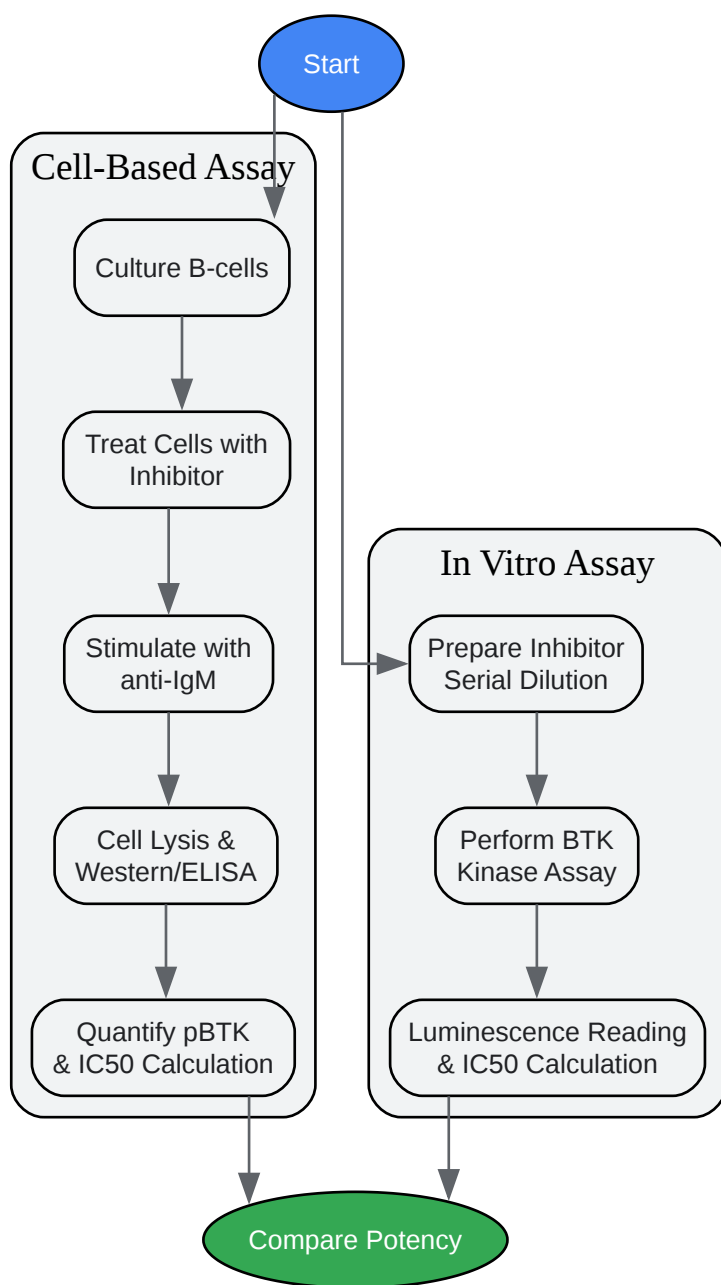 Start
Cell-Based Assay
Culture B-cells
Treat Cells with
Inhibitor
Stimulate with
anti-IgM
Cell Lysis &
Western/ELISA
Quantify pBTK
& IC50 Calculation
In Vitro Assay
Prepare Inhibitor
Serial Dilution
Perform BTK
Kinase Assay
Luminescence Reading
& IC50 Calculation
Compare Potency